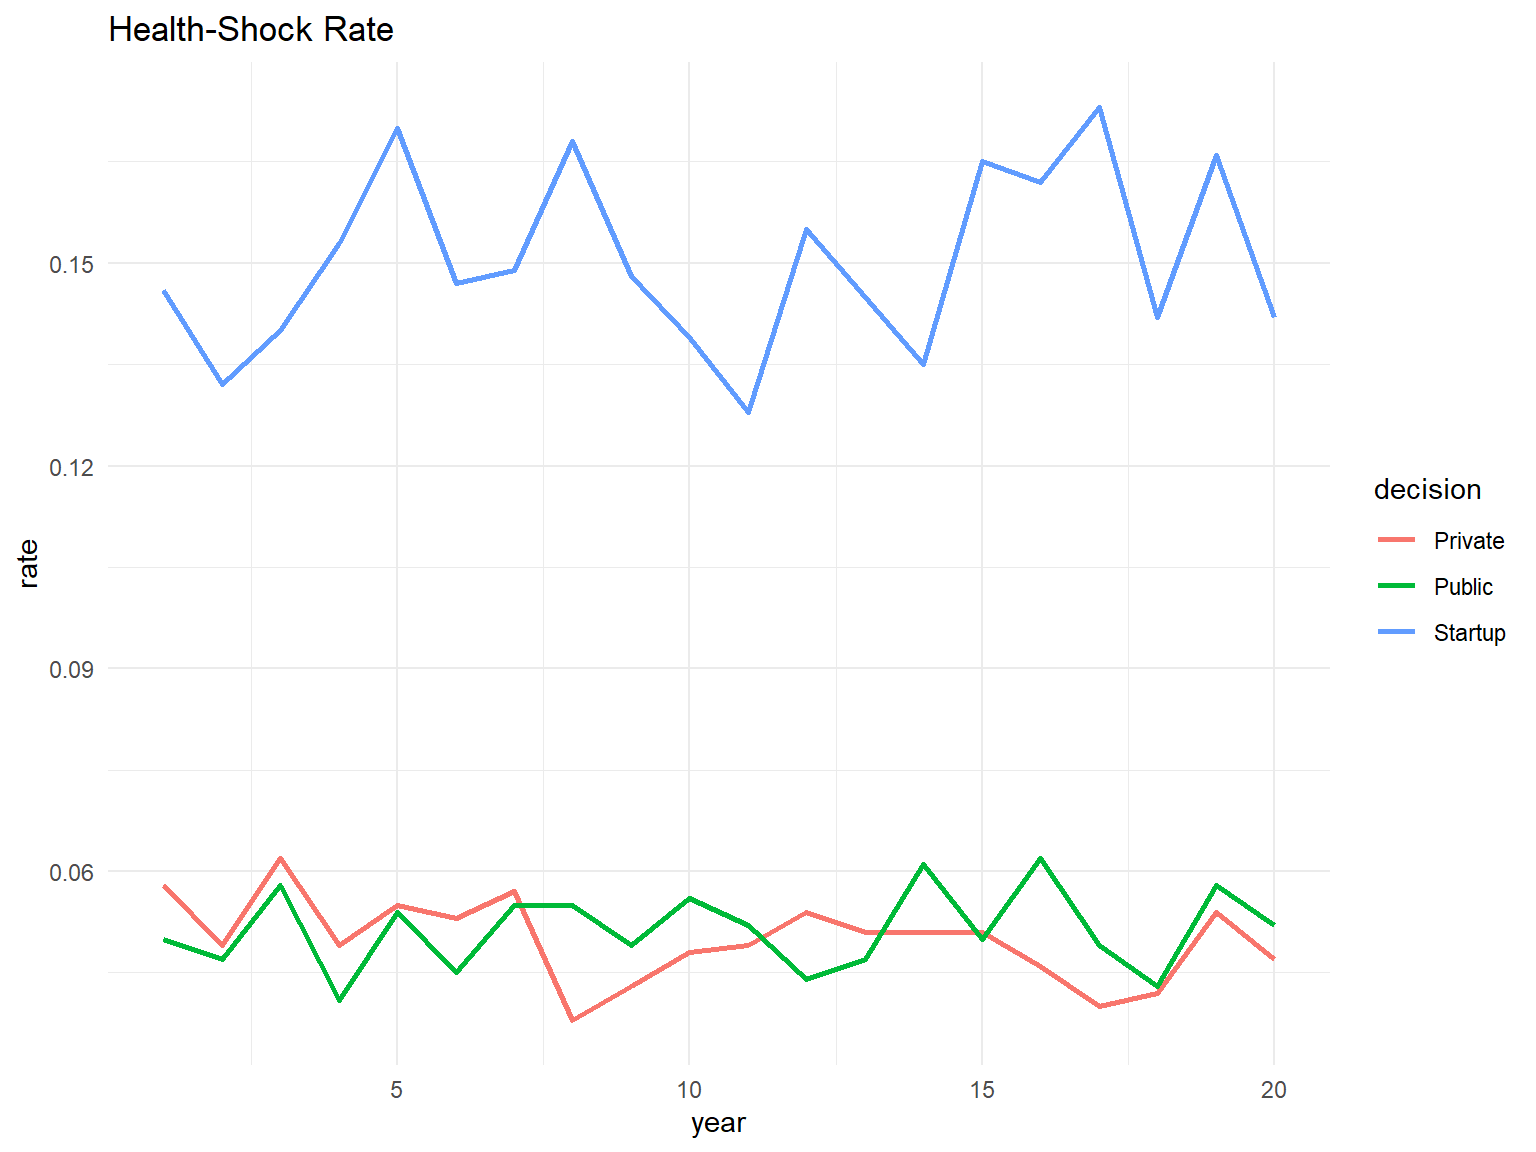 Health-Shock Rate
rate
0.15
0.12
0.09
0.06
5
10
15
20
year
decision
Private
Public
Startup